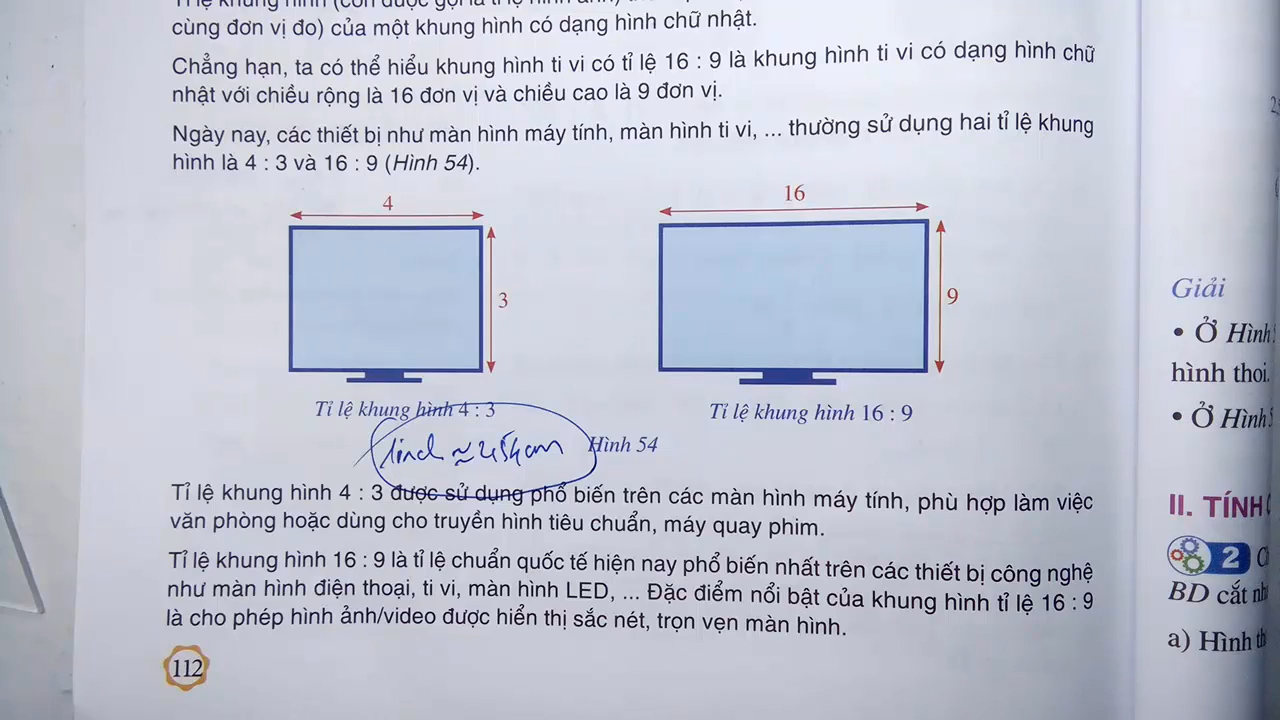 cùng đơn vị đo) của một khung hình có dạng hình chữ nhật.
Chẳng hạn, ta có thể hiểu khung hình ti vi có tỉ lệ 16 : 9 là khung hình ti vi có dạng hình chữ
nhật với chiều rộng là 16 đơn vị và chiều cao là 9 đơn vị.
Ngày nay, các thiết bị như màn hình máy tính, màn hình ti vi, ... thường sử dụng hai tỉ lệ khung
hình là 4 : 3 và 16 : 9 (Hình 54).
4
16
3
9
Tỉ lệ khung hình 4 : 3
Tỉ lệ khung hình 16 : 9
1inch ≈ 2,54cm
Hình 54
Tỉ lệ khung hình 4 : 3 được sử dụng phổ biến trên các màn hình máy tính, phù hợp làm việc
văn phòng hoặc dùng cho truyền hình tiêu chuẩn, máy quay phim.
Tỉ lệ khung hình 16 : 9 là tỉ lệ chuẩn quốc tế hiện nay phổ biến nhất trên các thiết bị công nghệ
như màn hình điện thoại, ti vi, màn hình LED, ... Đặc điểm nổi bật của khung hình tỉ lệ 16 : 9
là cho phép hình ảnh/video được hiển thị sắc nét, trọn vẹn màn hình.
112
Giải
• Ở Hình
hình thoi.
• Ở Hình
II. TÍNH
2
BD cắt
a) Hình